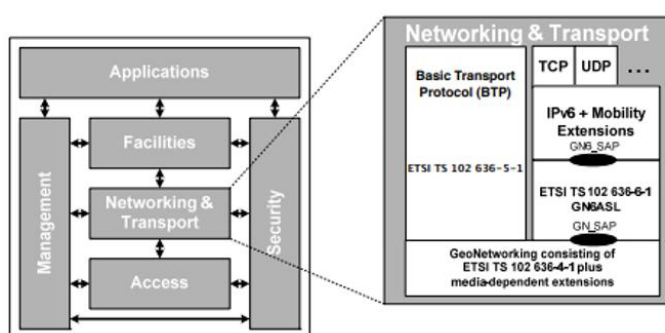 Applications
Facilities
Networking &
Transport
Access
Management
Security
Networking & Transport
Basic Transport
Protocol (BTP)
ETSI TS 102 636-5-1
TCP
UDP
...
IPv6 + Mobility
Extensions
GN6_SAP
ETSI TS 102 636-6-1
GN6ASL
GN_SAP
GeoNetworking consisting of
ETSI TS 102 636-4-1 plus
media-dependent extensions